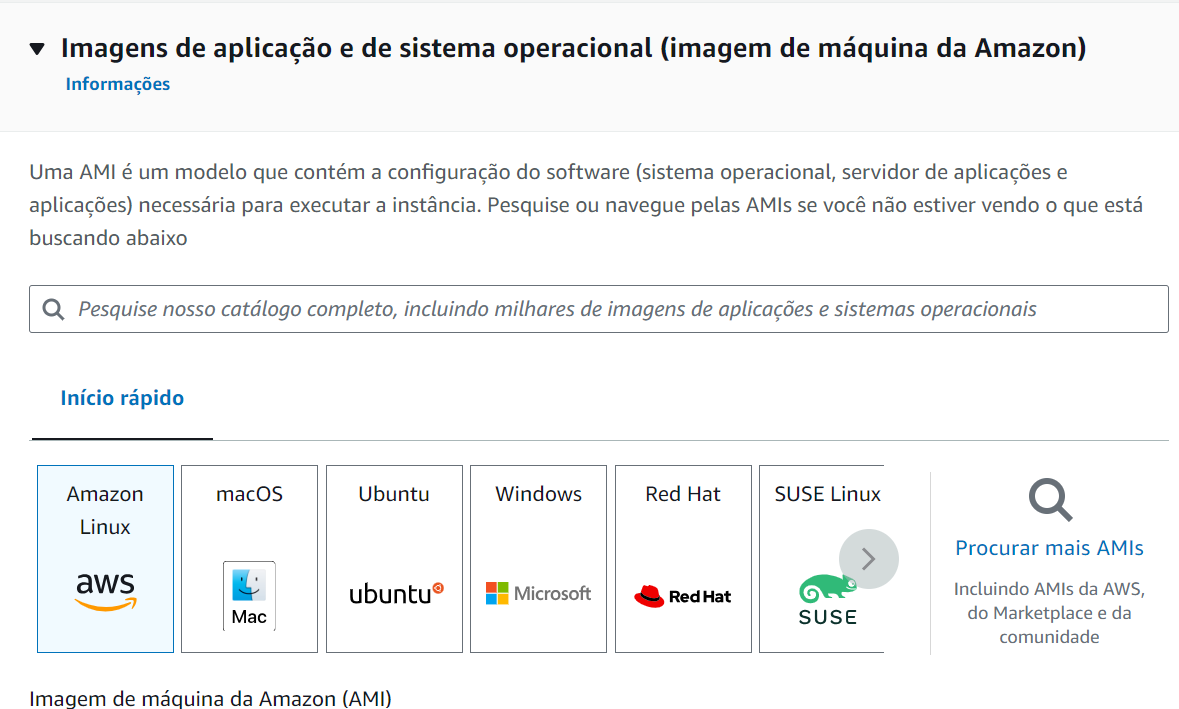 Imagens de aplicação e de sistema operacional (imagem de máquina da Amazon)
Informações
Uma AMI é um modelo que contém a configuração do software (sistema operacional, servidor de aplicações e
aplicações) necessária para executar a instância. Pesquise ou navegue pelas AMIs se você não estiver vendo o que está
buscando abaixo
Pesquise nosso catálogo completo, incluindo milhares de imagens de aplicações e sistemas operacionais
Início rápido
Amazon
Linux
aws
macOS
Mac
Ubuntu
ubuntu
Windows
Microsoft
Red Hat
Red Hat
SUSE Linux
SUSE
Procurar mais AMIs
Incluindo AMIs da AWS,
do Marketplace e da
comunidade
Imagem de máquina da Amazon (AMI)